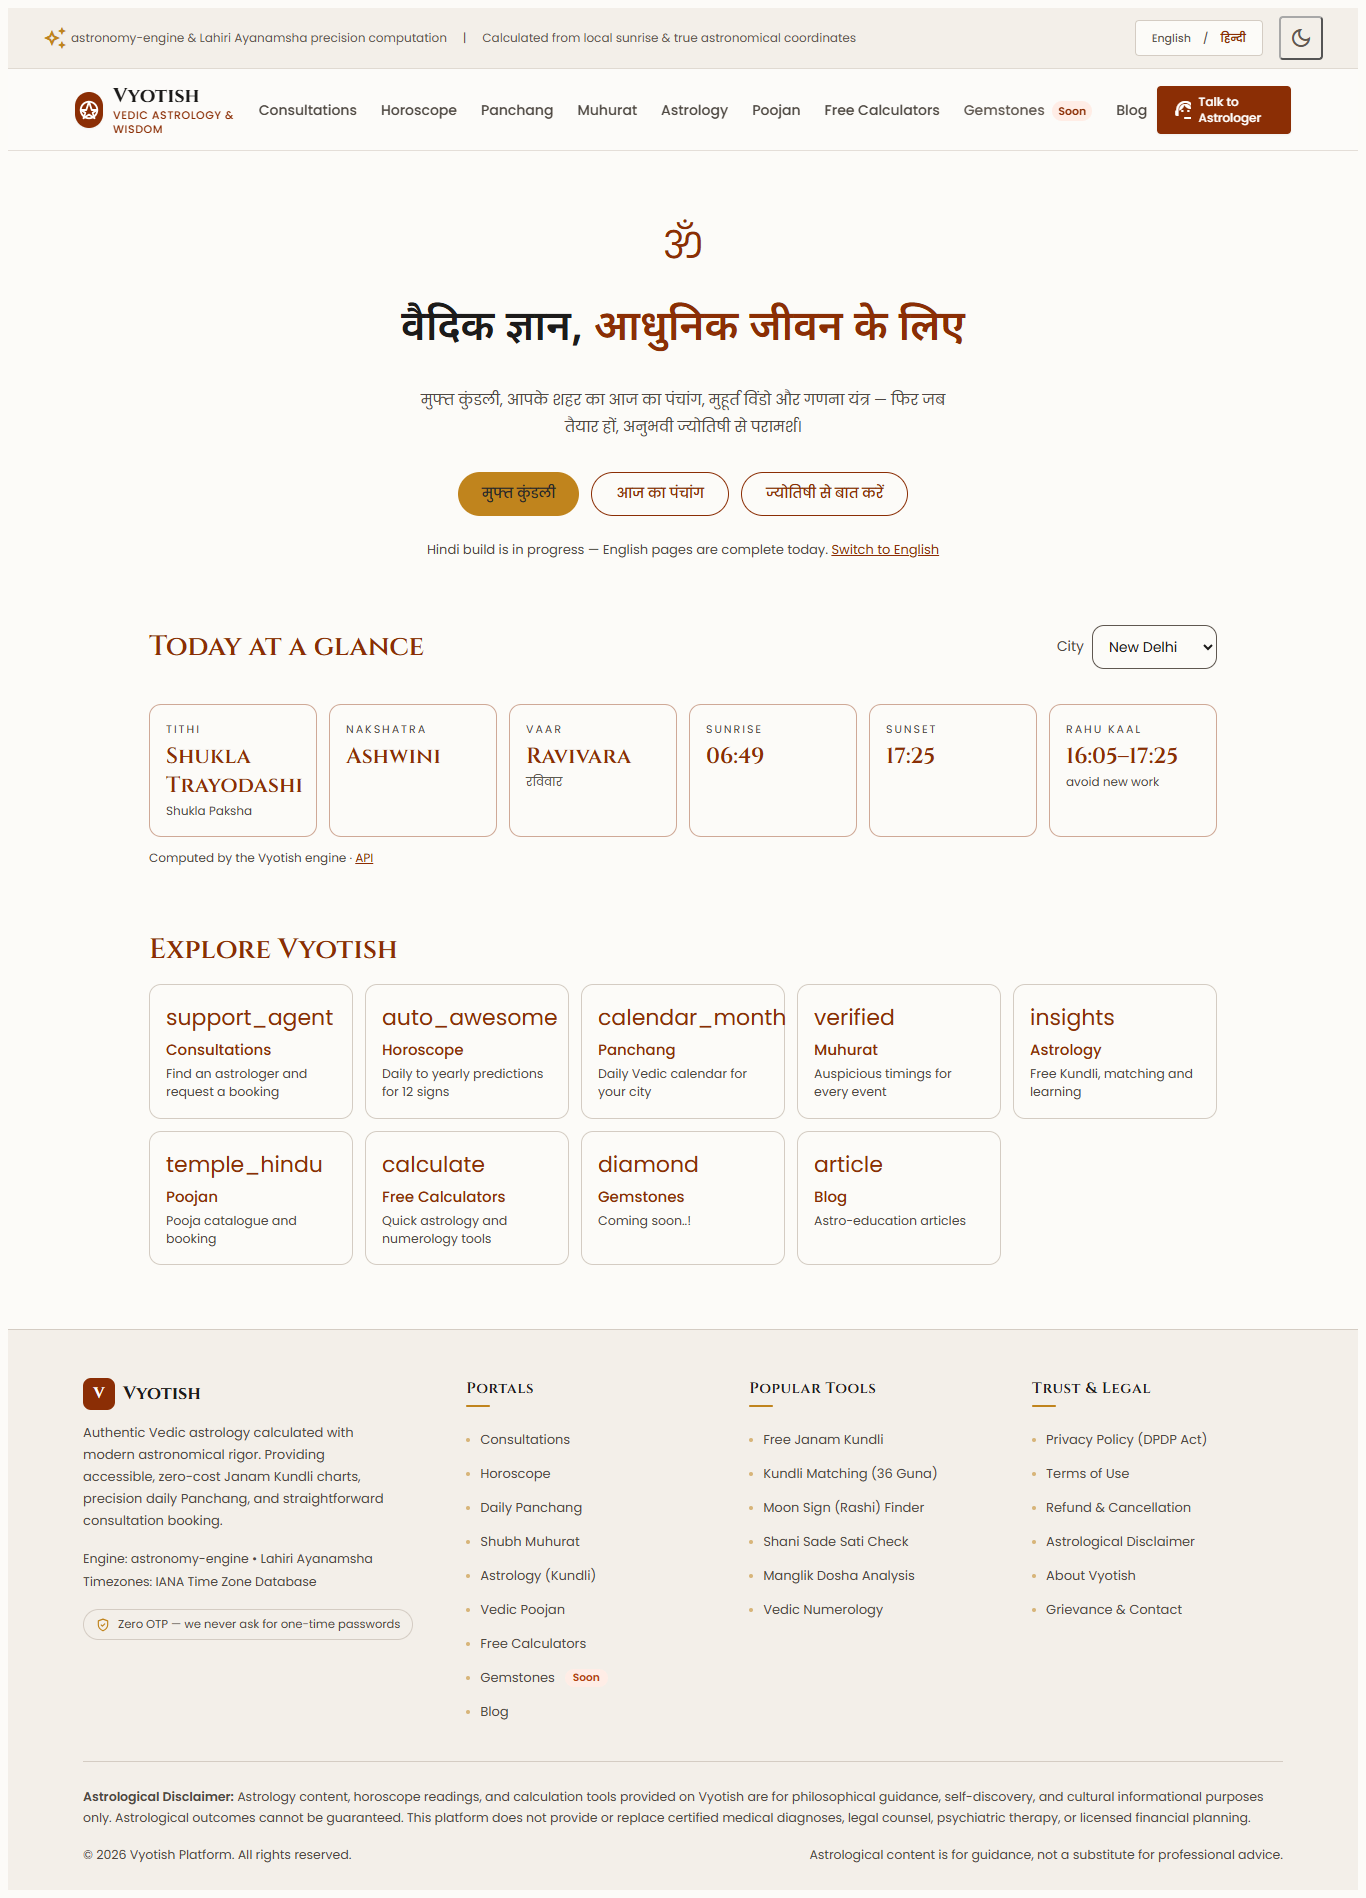 astronomy-engine & Lahiri Ayanamsha precision computation | Calculated from local sunrise & true astronomical coordinates
English / हिन्दी
Vyotish
VEDIC ASTROLOGY & WISDOM
Consultations Horoscope Panchang Muhurat Astrology Poojan Free Calculators Gemstones Soon Blog
Talk to Astrologer
ॐ
वैदिक ज्ञान, आधुनिक जीवन के लिए
मुफ्त कुंडली, आपके शहर का आज का पंचांग, मुहूर्त विंडो और गणना यंत्र — फिर जब
तैयार हों, अनुभवी ज्योतिषी से परामर्श।
मुफ्त कुंडली
आज का पंचांग
ज्योतिषी से बात करें
Hindi build is in progress — English pages are complete today. Switch to English
Today at a glance
City New Delhi
TITHI
Shukla
Trayodashi
Shukla Paksha
NAKSHATRA
Ashwini
VAAR
Ravivara
रविवार
SUNRISE
06:49
SUNSET
17:25
RAHU KAAL
16:05–17:25
avoid new work
Computed by the Vyotish engine · API
Explore Vyotish
support_agent
Consultations
Find an astrologer and
request a booking
auto_awesome
Horoscope
Daily to yearly predictions
for 12 signs
calendar_month
Panchang
Daily Vedic calendar for
your city
verified
Muhurat
Auspicious timings for
every event
insights
Astrology
Free Kundli, matching and
learning
temple_hindu
Poojan
Pooja catalogue and
booking
calculate
Free Calculators
Quick astrology and
numerology tools
diamond
Gemstones
Coming soon..!
article
Blog
Astro-education articles
V Vyotish
Authentic Vedic astrology calculated with
modern astronomical rigor. Providing
accessible, zero-cost Janam Kundli charts,
precision daily Panchang, and straightforward
consultation booking.
Engine: astronomy-engine • Lahiri Ayanamsha
Timezones: IANA Time Zone Database
Zero OTP — we never ask for one-time passwords
Portals
Consultations
Horoscope
Daily Panchang
Shubh Muhurat
Astrology (Kundli)
Vedic Poojan
Free Calculators
Gemstones Soon
Blog
Popular Tools
Free Janam Kundli
Kundli Matching (36 Guna)
Moon Sign (Rashi) Finder
Shani Sade Sati Check
Manglik Dosha Analysis
Vedic Numerology
Trust & Legal
Privacy Policy (DPDP Act)
Terms of Use
Refund & Cancellation
Astrological Disclaimer
About Vyotish
Grievance & Contact
Astrological Disclaimer: Astrology content, horoscope readings, and calculation tools provided on Vyotish are for philosophical guidance, self-discovery, and cultural informational purposes
only. Astrological outcomes cannot be guaranteed. This platform does not provide or replace certified medical diagnoses, legal counsel, psychiatric therapy, or licensed financial planning.
© 2026 Vyotish Platform. All rights reserved.
Astrological content is for guidance, not a substitute for professional advice.